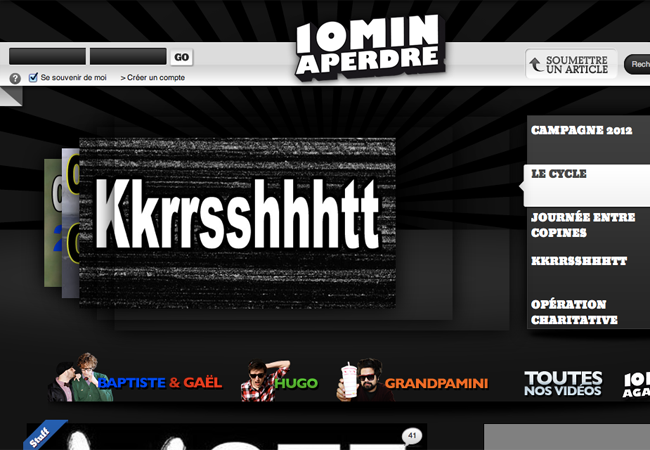 10MIN
APERDRE
GO
? Se souvenir de moi > Créer un compte
SOUMETTRE
UN ARTICLE
Rech
Kkrrsshhhtt
CAMPAGNE 2012
LE CYCLE
JOURNÉE ENTRE
COPINES
KKRRSSHHHTT
OPÉRATION
CHARITATIVE
BAPTISTE & GAËL
HUGO
GRANDPAMINI
TOUTES
NOS VIDÉOS
10
AGA
Stuff
41